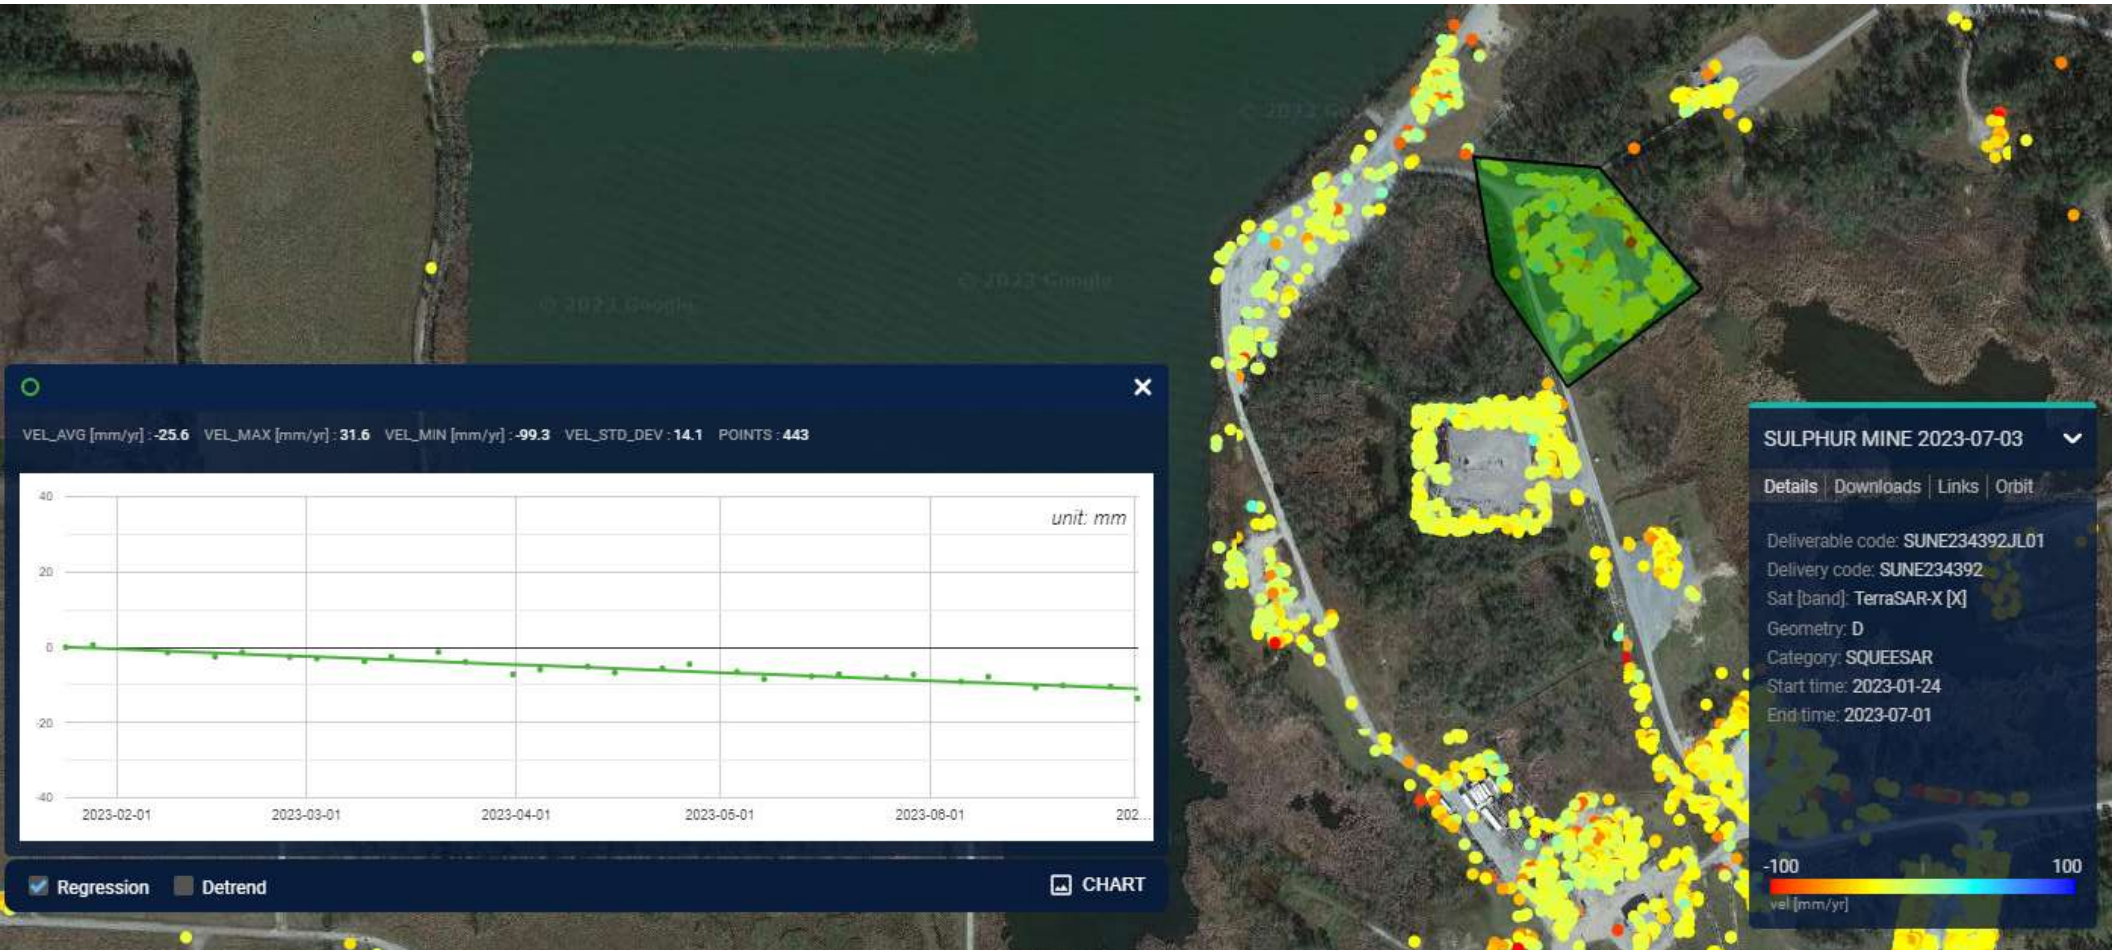 © 2023 Google
© 2023 Google
VEL_AVG [mm/yr] : -25.6 VEL_MAX [mm/yr] : 31.6 VEL_MIN [mm/yr] : -99.3 VEL_STD_DEV : 14.1 POINTS : 443
unit: mm
40
20
0
-20
-40
2023-02-01 2023-03-01 2023-04-01 2023-05-01 2023-06-01 202...
Regression Detrend CHART
SULPHUR MINE 2023-07-03
Details | Downloads | Links | Orbit
Deliverable code: SUNE234392JL01
Delivery code: SUNE234392
Sat [band]: TerraSAR-X [X]
Geometry: D
Category: SQUEESAR
Start time: 2023-01-24
End time: 2023-07-01
-100 100
vel [mm/yr]